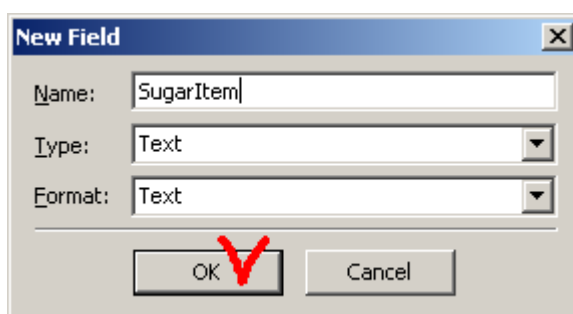 New Field
Name: SugarItem
Type: Text
Format: Text
OK Cancel